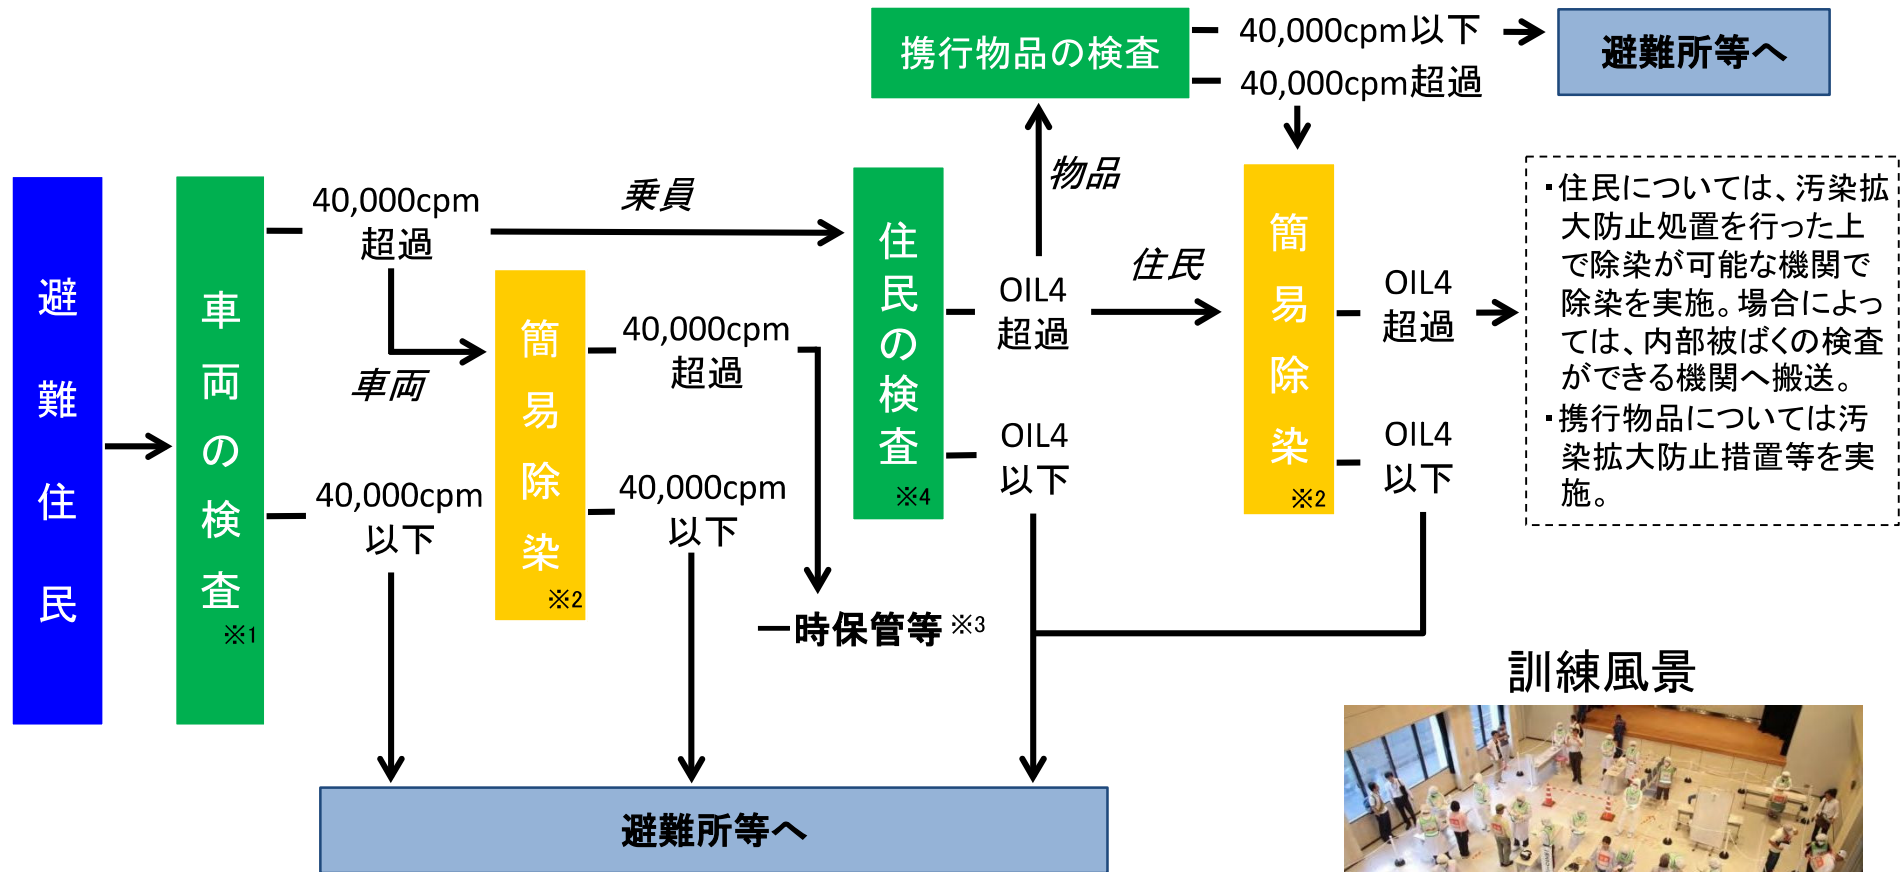 避難住民
車両の検査
※1
40,000cpm
超過
40,000cpm
以下
乗員
車両
簡易除染
※2
40,000cpm
超過
40,000cpm
以下
一時保管等※3
住民の検査
※4
OIL4
超過
OIL4
以下
物品
住民
携行物品の検査
40,000cpm以下
40,000cpm超過
避難所等へ
簡易除染
※2
OIL4
超過
OIL4
以下
・住民については、汚染拡
大防止処置を行った上
で除染が可能な機関で
除染を実施。場合によっ
ては、内部被ばくの検査
ができる機関へ搬送。
・携行物品については汚
染拡大防止措置等を実
施。
避難所等へ
訓練風景